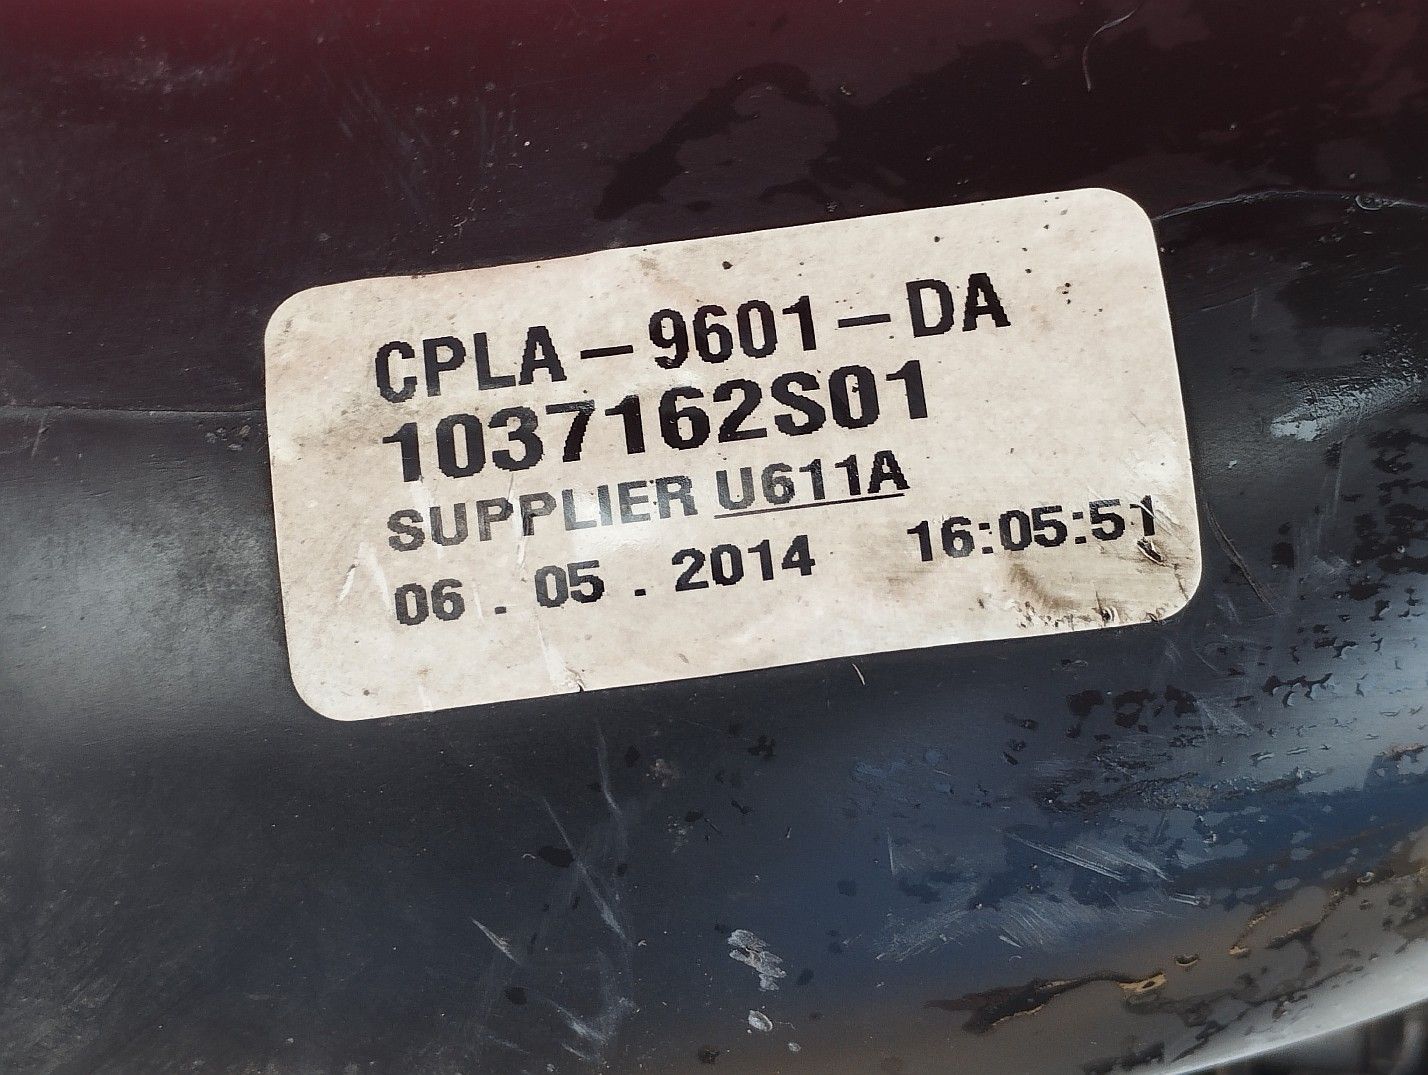 CPLA-9601-DA
1037162S01
SUPPLIER U611A
06 . 05 . 2014 16:05:51